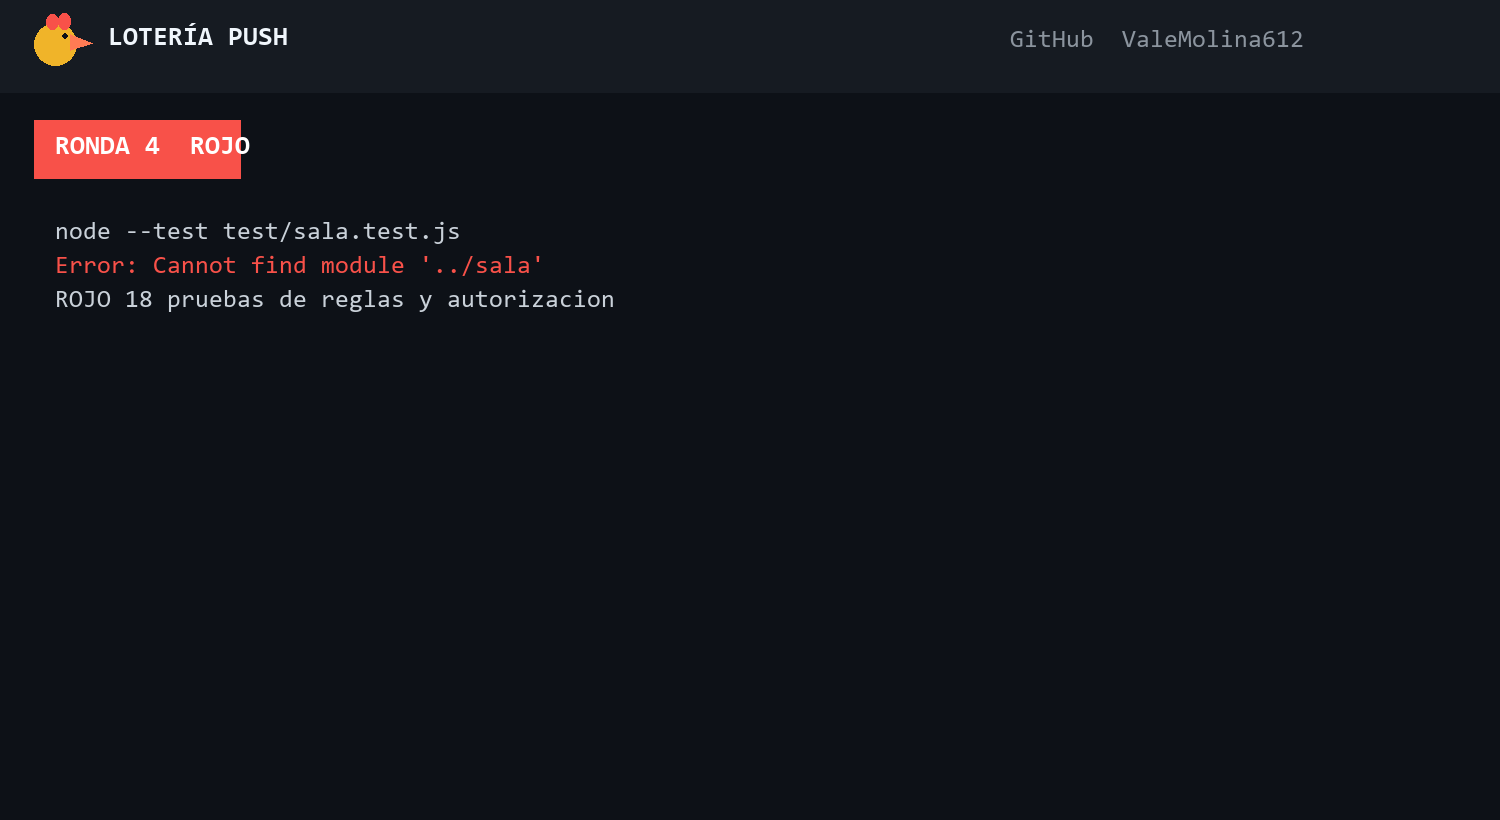 LOTERÍA PUSH
GitHub ValeMolina612
RONDA 4 ROJO
node --test test/sala.test.js
Error: Cannot find module '../sala'
ROJO 18 pruebas de reglas y autorizacion